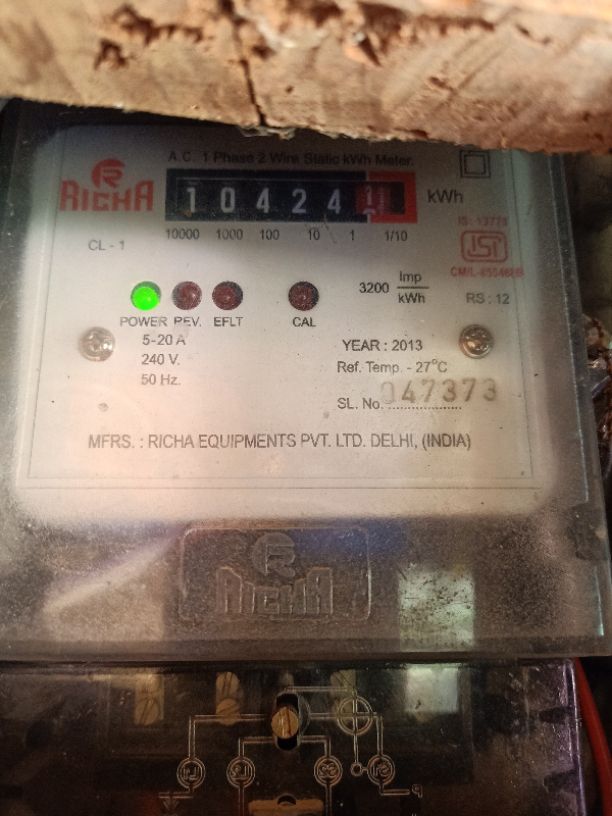 A.C. 1 Phase 2 Wire Static kWh Meter.
RICHA
1 0 4 2 4 1 kWh
10000 1000 100 10 1 1/10
CL - 1
IS : 13779
ISI
3200 Imp/kWh
RS : 12
POWER REV. EFLT CAL
5-20 A
240 V.
50 Hz.
YEAR : 2013
Ref. Temp. - 27°C
SL. No. 047373
MFRS. : RICHA EQUIPMENTS PVT. LTD. DELHI, (INDIA)
RICHA